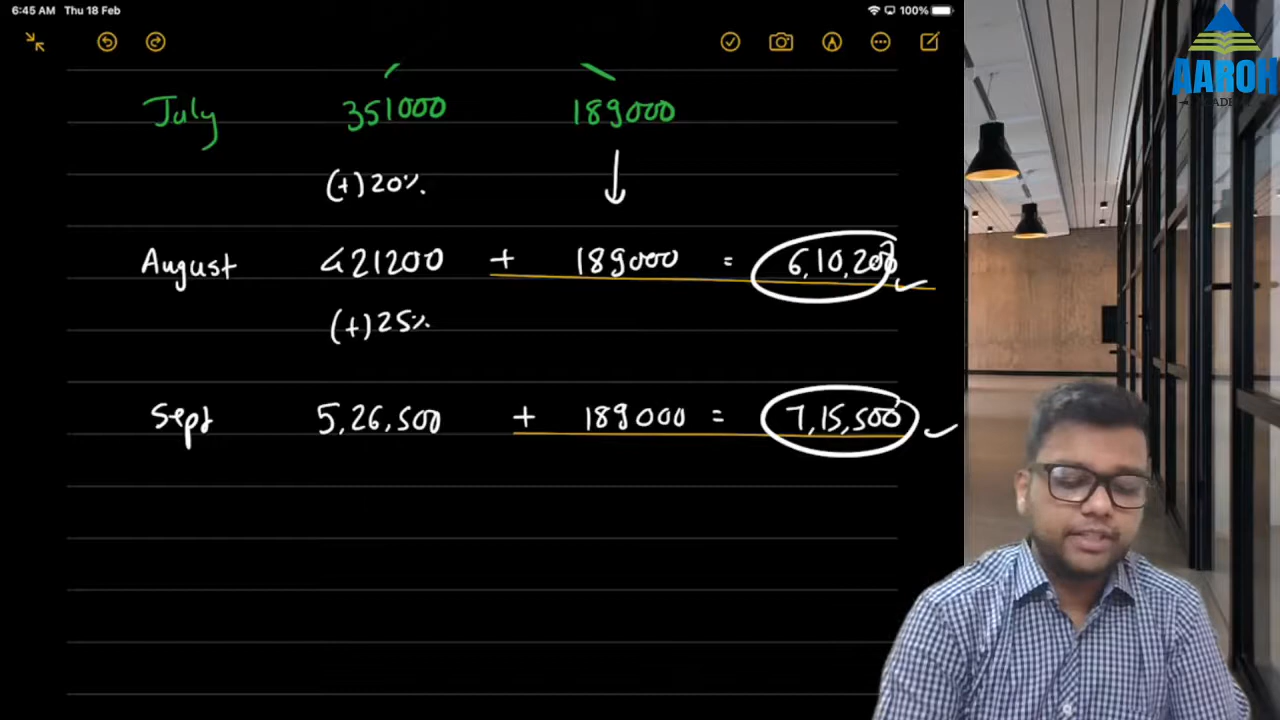 6:45 AM Thu 18 Feb 100%
July 351000 189000
(+) 20%.
August 421200 + 189000 = 6,10,200
(+) 25%.
Sept 5,26,500 + 189000 = 7,15,500
AAROH